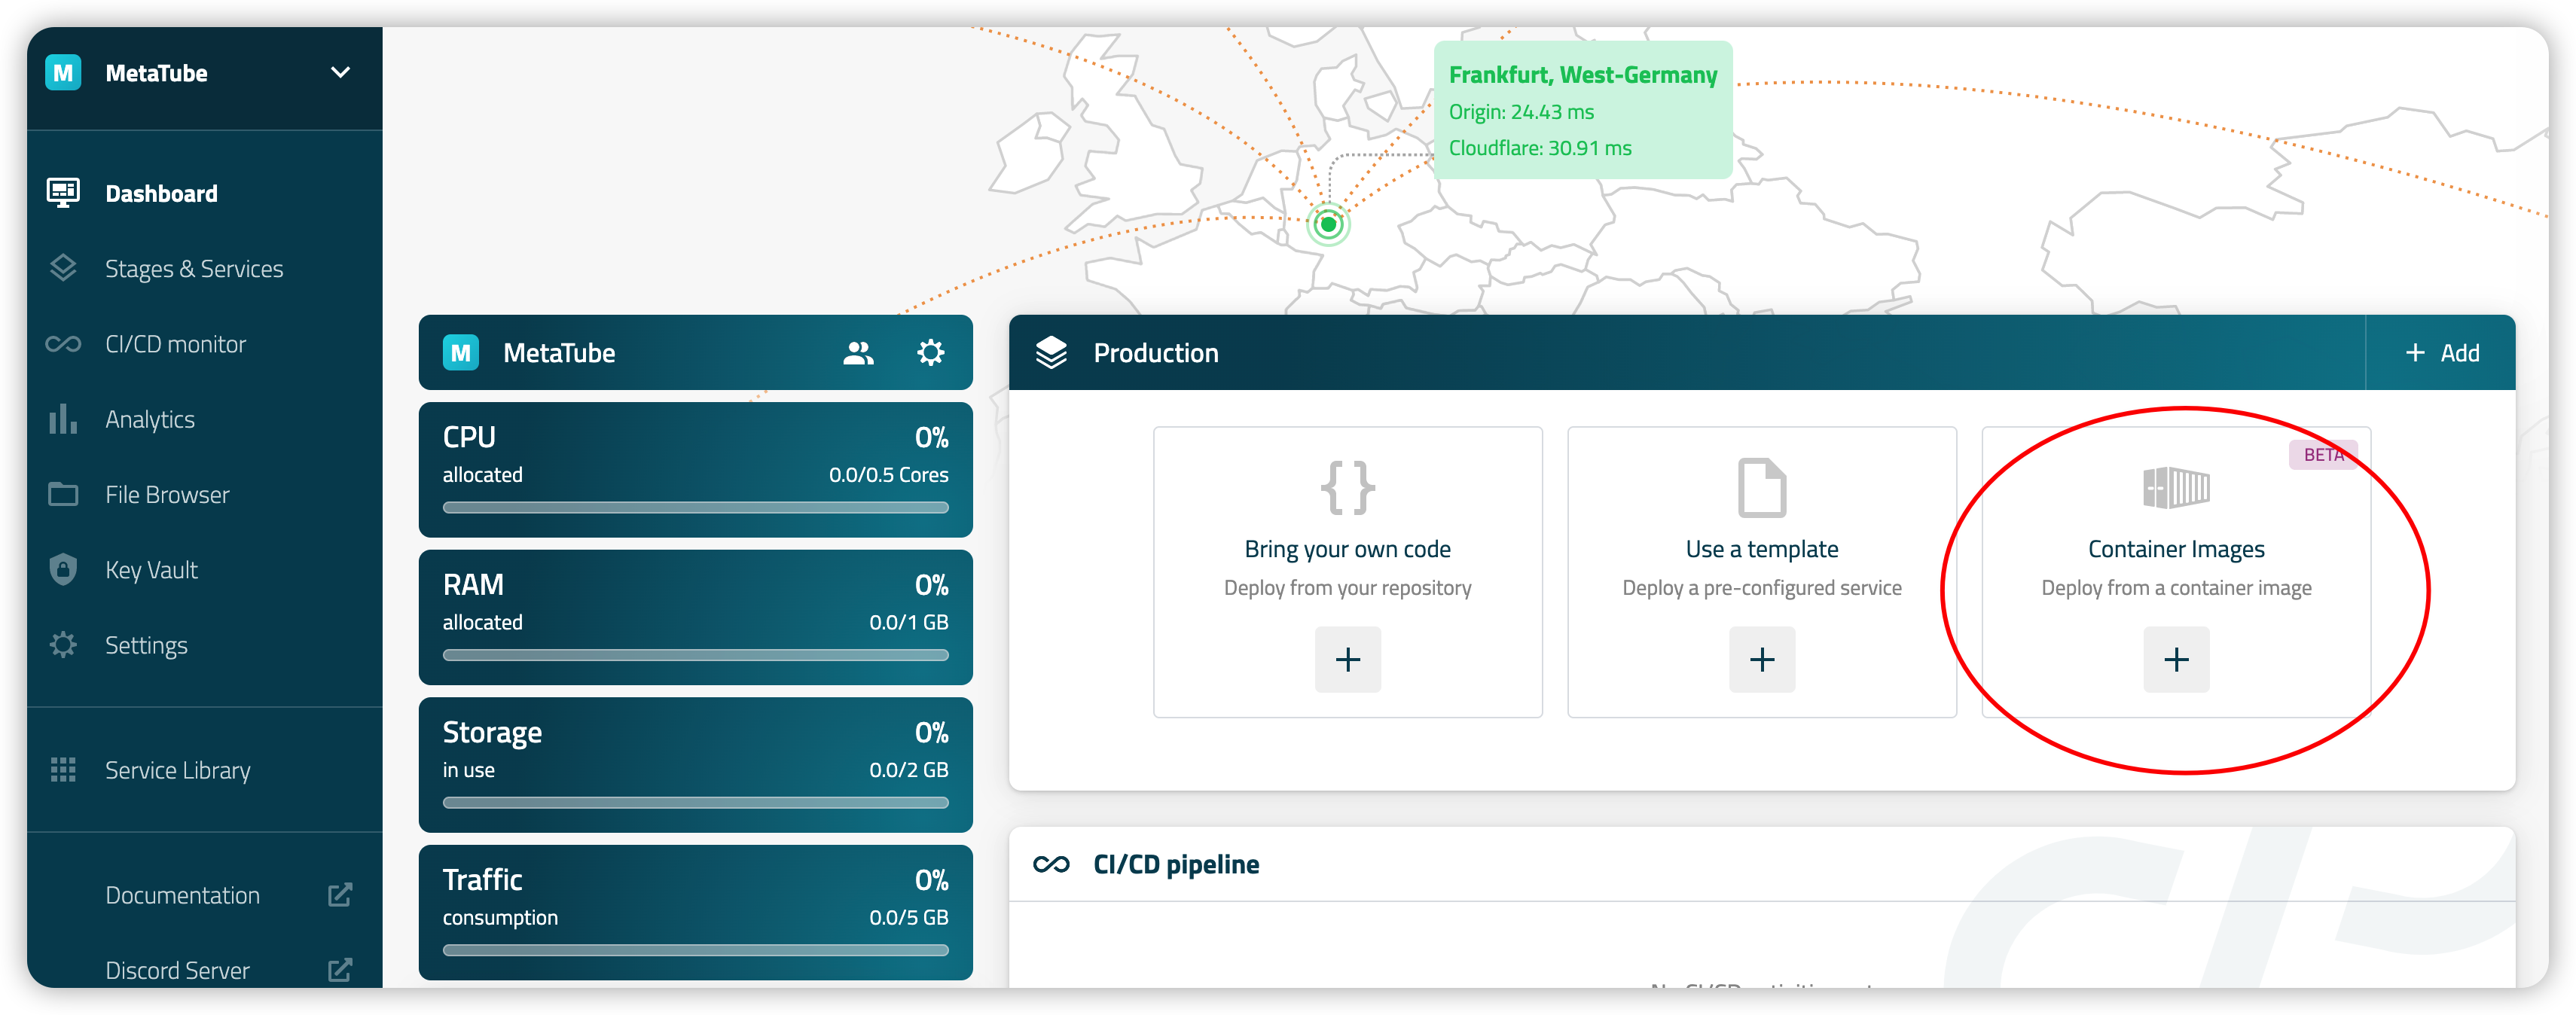 M MetaTube
Dashboard
Stages & Services
CI/CD monitor
Analytics
File Browser
Key Vault
Settings
Service Library
Documentation
Discord Server
Frankfurt, West-Germany
Origin: 24.43 ms
Cloudflare: 30.91 ms
M MetaTube
CPU 0%
allocated 0.0/0.5 Cores
RAM 0%
allocated 0.0/1 GB
Storage 0%
in use 0.0/2 GB
Traffic 0%
consumption 0.0/5 GB
Production
+ Add
{ }
Bring your own code
Deploy from your repository
+
Use a template
Deploy a pre-configured service
+
BETA
Container Images
Deploy from a container image
+
CI/CD pipeline
CI